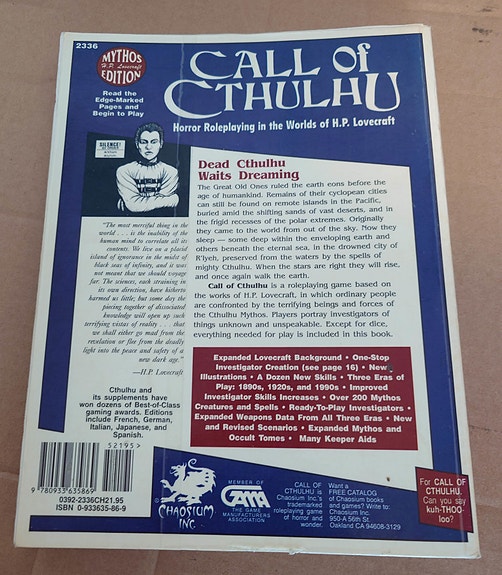 2336
MYTHOS
H.P. Lovecraft
EDITION
Read the
Edge-Marked
Pages and
Begin to Play
CALL OF
CTHULHU
Horror Roleplaying in the Worlds of H.P. Lovecraft
SILENCE!
Dead Cthulhu
Waits Dreaming
The Great Old Ones ruled the earth eons before the
age of humankind. Remains of their cyclopean cities
can still be found on remote islands in the Pacific,
buried amid the shifting sands of vast deserts, and in
the frigid recesses of the polar extremes. Originally
they came to the world from out of the sky. Now they
sleep — some deep within the enveloping earth and
others beneath the eternal sea, in the drowned city of
R'lyeh, preserved from the waters by the spells of
mighty Cthulhu. When the stars are right they will rise,
and once again walk the earth.
Call of Cthulhu is a roleplaying game based on
the works of H.P. Lovecraft, in which ordinary people
are confronted by the terrifying beings and forces of
the Cthulhu Mythos. Players portray investigators of
things unknown and unspeakable. Except for dice,
everything needed for play is included in this book.
"The most merciful thing in the
world . . . is the inability of the
human mind to correlate all its
contents. We live on a placid
island of ignorance in the midst of
black seas of infinity, and it was
not meant that we should voyage
far. The sciences, each straining in
its own direction, have hitherto
harmed us little; but some day the
piecing together of dissociated
knowledge will open up such
terrifying vistas of reality . . . that
we shall either go mad from the
revelation or flee from the deadly
light into the peace and safety of a
new dark age."
—H.P. Lovecraft
Cthulhu and
its supplements have
won dozens of Best-of-Class
gaming awards. Editions
include French, German,
Italian, Japanese, and
Spanish.
Expanded Lovecraft Background • One-Stop
Investigator Creation (see page 16) • New
Illustrations • A Dozen New Skills • Three Eras of
Play: 1890s, 1920s, and 1990s • Improved
Investigator Skills Increases • Over 200 Mythos
Creatures and Spells • Ready-To-Play Investigators •
Expanded Weapons Data From All Three Eras • New
and Revised Scenarios • Expanded Mythos and
Occult Tomes • Many Keeper Aids
52195>
9 780933 635869
0392-2336CH21.95
ISBN 0-933635-86-9
CHAOSIUM
INC.
MEMBER OF
GAMA
THE GAME
MANUFACTURERS
ASSOCIATION
CALL OF
CTHULHU is
Chaosium Inc.'s
trademarked
roleplaying game
of horror and
wonder.
Want a
FREE CATALOG
of Chaosium books
and games? Write to:
Chaosium Inc.
950-A 56th St.
Oakland CA 94608-3129
For CALL OF
CTHULHU.
Can you say
kuh-THOO-
loo?